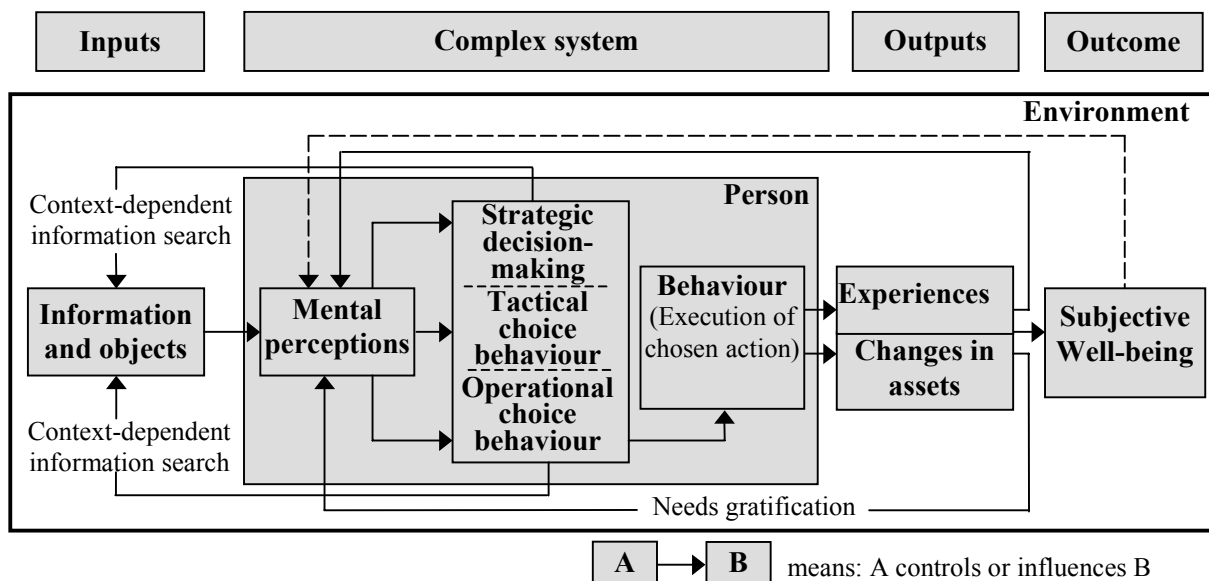 Inputs
Complex system
Outputs
Outcome
Environment
Context-dependent
information search
Person
Strategic
decision-
making
Tactical
choice
behaviour
Operational
choice
behaviour
Information
and objects
Mental
perceptions
Behaviour
(Execution of
chosen action)
Experiences
Changes in
assets
Subjective
Well-being
Context-dependent
information search
Needs gratification
A
B
means: A controls or influences B